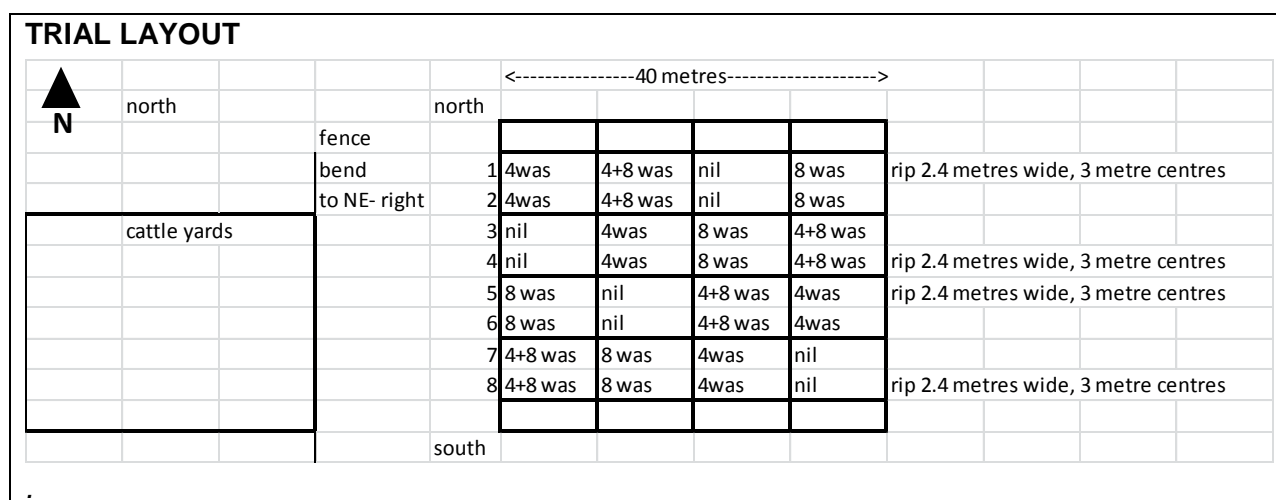 TRIAL LAYOUT
<----------------40 metres-------------------->
north north
N
fence
bend 1 4was 4+8 was nil 8 was rip 2.4 metres wide, 3 metre centres
to NE- right 2 4was 4+8 was nil 8 was
cattle yards 3 nil 4was 8 was 4+8 was
4 nil 4was 8 was 4+8 was rip 2.4 metres wide, 3 metre centres
5 8 was nil 4+8 was 4was rip 2.4 metres wide, 3 metre centres
6 8 was nil 4+8 was 4was
7 4+8 was 8 was 4was nil
8 4+8 was 8 was 4was nil rip 2.4 metres wide, 3 metre centres
south